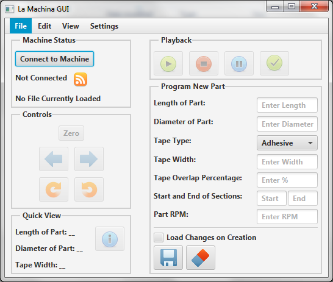 La Machina GUI
File Edit View Settings
Machine Status
Connect to Machine
Not Connected
No File Currently Loaded
Controls
Zero
Quick View
Length of Part: __
Diameter of Part: __
Tape Width: __
Playback
Program New Part
Length of Part: Enter Length
Diameter of Part: Enter Diameter
Tape Type: Adhesive
Tape Width: Enter Width
Tape Overlap Percentage: Enter %
Start and End of Sections: Start End
Part RPM: Enter RPM
Load Changes on Creation